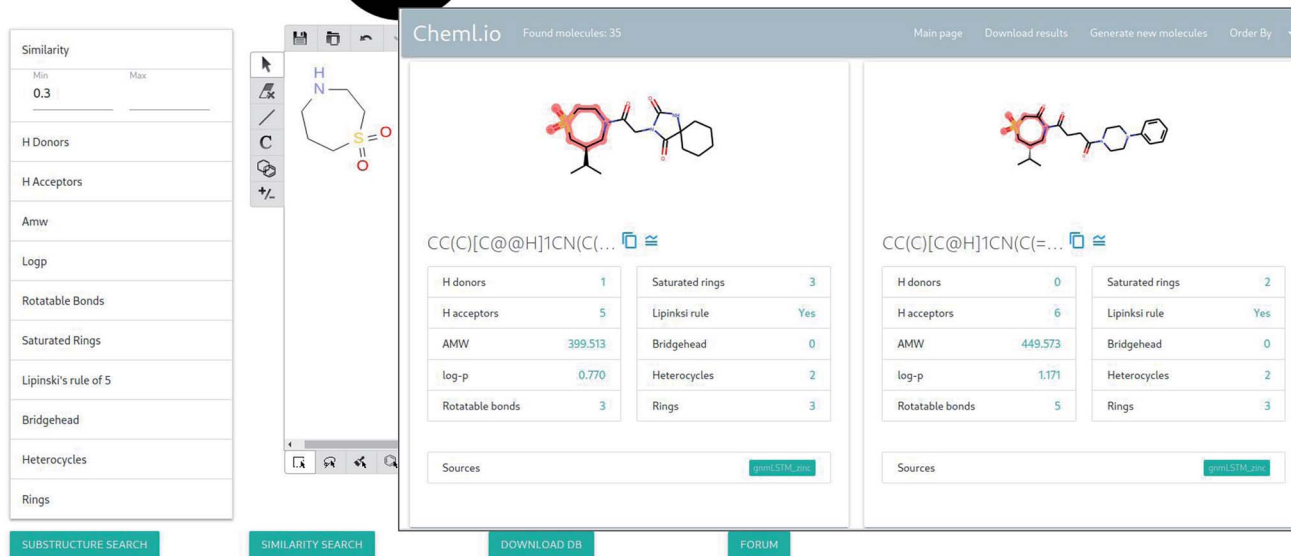 Similarity
Min Max
0.3
H Donors
H Acceptors
Amw
Logp
Rotatable Bonds
Saturated Rings
Lipinski's rule of 5
Bridgehead
Heterocycles
Rings
C
+/-
H
N
S
O
O
Cheml.io Found molecules: 35 Main page Download results Generate new molecules Order By
CC(C)[C@@H]1CN(C(...
H donors 1 Saturated rings 3
H acceptors 5 Lipinksi rule Yes
AMW 399.513 Bridgehead 0
log-p 0.770 Heterocycles 2
Rotatable bonds 3 Rings 3
Sources gnmLSTM_zinc
CC(C)[C@H]1CN(C(=...
H donors 0 Saturated rings 2
H acceptors 6 Lipinksi rule Yes
AMW 449.573 Bridgehead 0
log-p 1.171 Heterocycles 2
Rotatable bonds 5 Rings 3
Sources gnmLSTM_zinc
SUBSTRUCTURE SEARCH SIMILARITY SEARCH DOWNLOAD DB FORUM